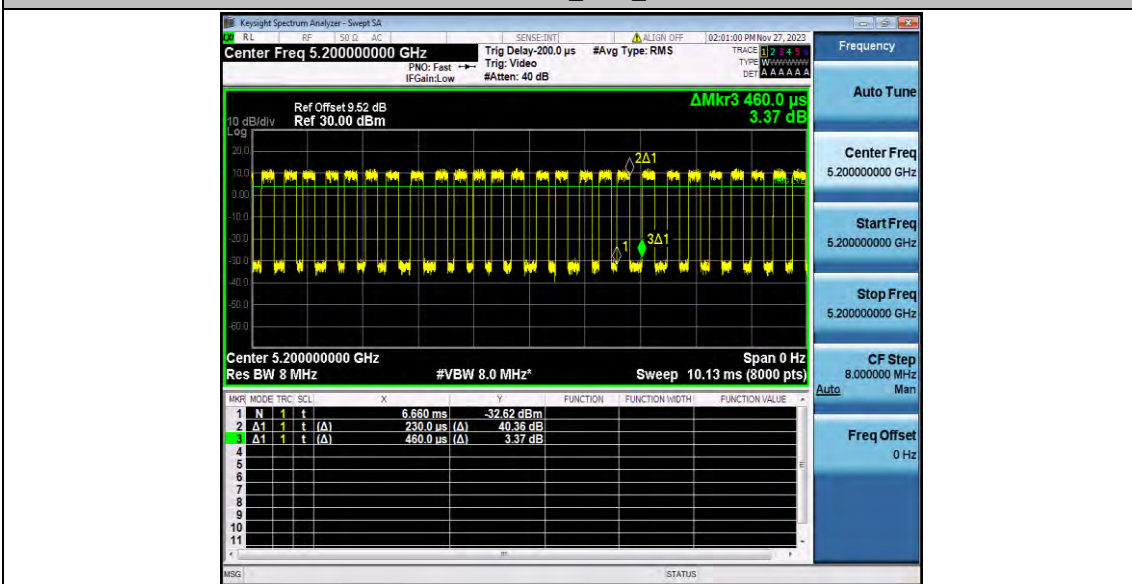 Keysight Spectrum Analyzer - Swept SA
RL RF 50 Ω AC SENSE:INT ALIGN OFF 02:01:00 PM Nov 27, 2023
Center Freq 5.200000000 GHz
PNO: Fast
IFGain:Low
Trig Delay-200.0 µs
Trig: Video
#Atten: 40 dB
#Avg Type: RMS
TRACE 1 2 3 4 5 6
TYPE W
DET A A A A A A
Ref Offset 9.52 dB
10 dB/div Ref 30.00 dBm
ΔMkr3 460.0 µs
3.37 dB
Log
20.0
10.0
0.00
-10.0
-20.0
-30.0
-40.0
-50.0
-60.0
2Δ1
1
3Δ1
Center 5.200000000 GHz Span 0 Hz
Res BW 8 MHz #VBW 8.0 MHz* Sweep 10.13 ms (8000 pts)
MKR MODE TRC SCL X Y FUNCTION FUNCTION WIDTH FUNCTION VALUE
1 N 1 t 6.660 ms -32.62 dBm
2 Δ1 1 t (Δ) 230.0 µs (Δ) 40.36 dB
3 Δ1 1 t (Δ) 460.0 µs (Δ) 3.37 dB
4
5
6
7
8
9
10
11
MSG STATUS
Frequency
Auto Tune
Center Freq
5.200000000 GHz
Start Freq
5.200000000 GHz
Stop Freq
5.200000000 GHz
CF Step
8.000000 MHz
Auto Man
Freq Offset
0 Hz